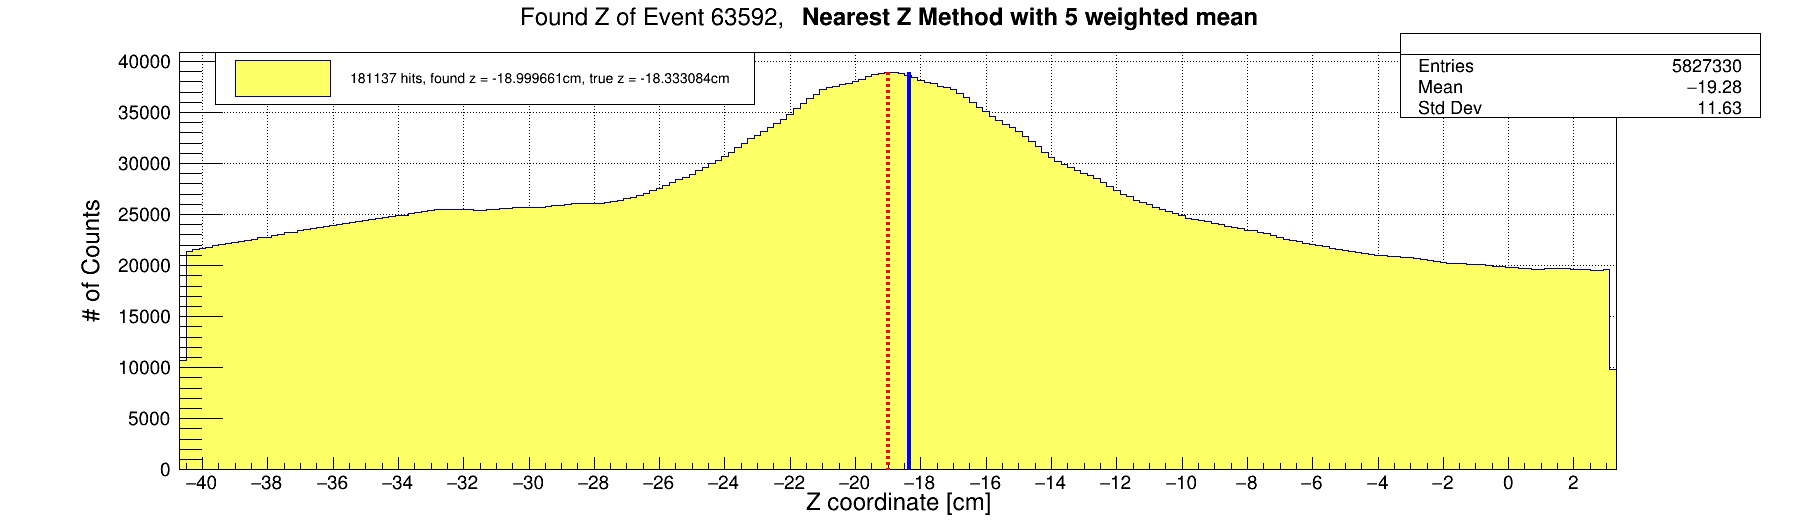 Found Z of Event 63592, Nearest Z Method with 5 weighted mean
181137 hits, found z = -18.999661cm, true z = -18.333084cm
Entries 5827330
Mean −19.28
Std Dev 11.63
# of Counts
40000
35000
30000
25000
20000
15000
10000
5000
0
−40 −38 −36 −34 −32 −30 −28 −26 −24 −22 −20 −18 −16 −14 −12 −10 −8 −6 −4 −2 0 2
Z coordinate [cm]